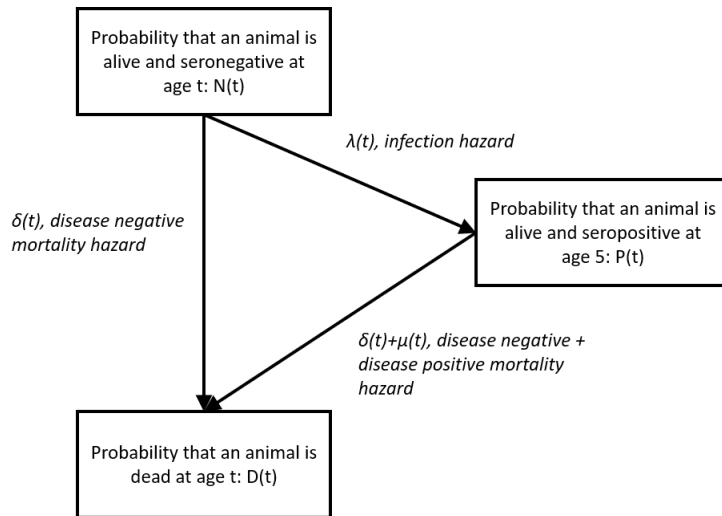 Probability that an animal is
alive and seronegative at
age t: N(t)
λ(t), infection hazard
δ(t), disease negative
mortality hazard
Probability that an animal is
alive and seropositive at
age 5: P(t)
δ(t)+μ(t), disease negative +
disease positive mortality
hazard
Probability that an animal is
dead at age t: D(t)